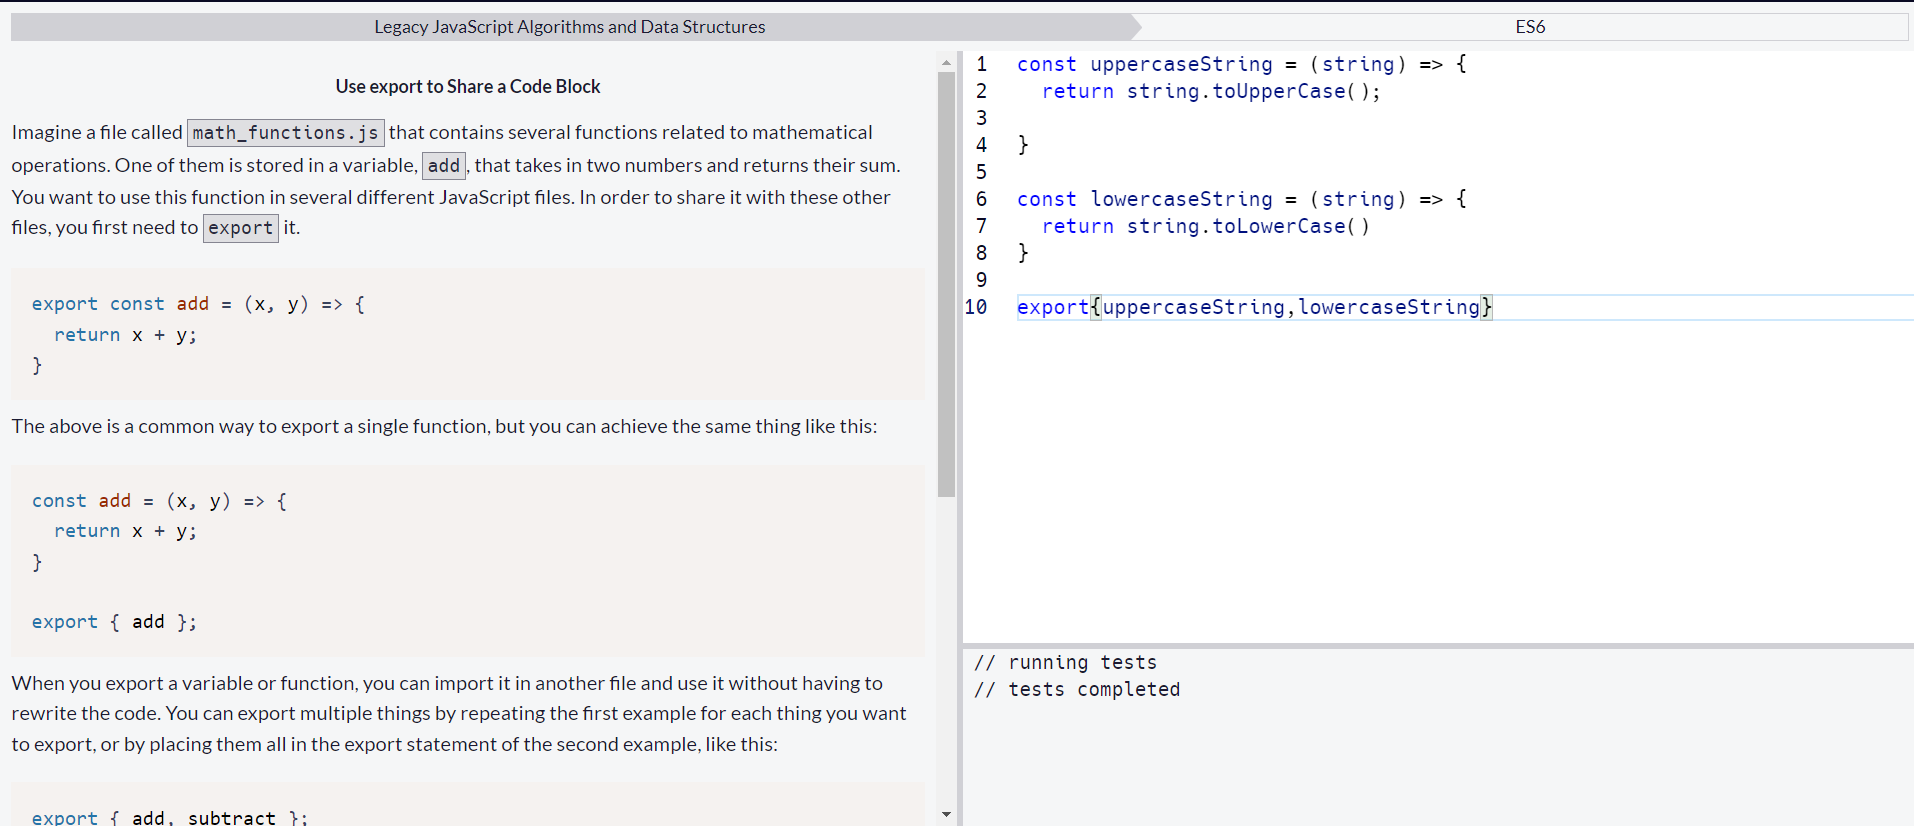 Legacy JavaScript Algorithms and Data Structures
ES6
Use export to Share a Code Block
Imagine a file called math_functions.js that contains several functions related to mathematical
operations. One of them is stored in a variable, add, that takes in two numbers and returns their sum.
You want to use this function in several different JavaScript files. In order to share it with these other
files, you first need to export it.
export const add = (x, y) => {
  return x + y;
}
The above is a common way to export a single function, but you can achieve the same thing like this:
const add = (x, y) => {
  return x + y;
}
export { add };
When you export a variable or function, you can import it in another file and use it without having to
rewrite the code. You can export multiple things by repeating the first example for each thing you want
to export, or by placing them all in the export statement of the second example, like this:
export { add, subtract };
1 const uppercaseString = (string) => {
2   return string.toUpperCase();
3
4 }
5
6 const lowercaseString = (string) => {
7   return string.toLowerCase()
8 }
9
10 export{uppercaseString,lowercaseString}
// running tests
// tests completed